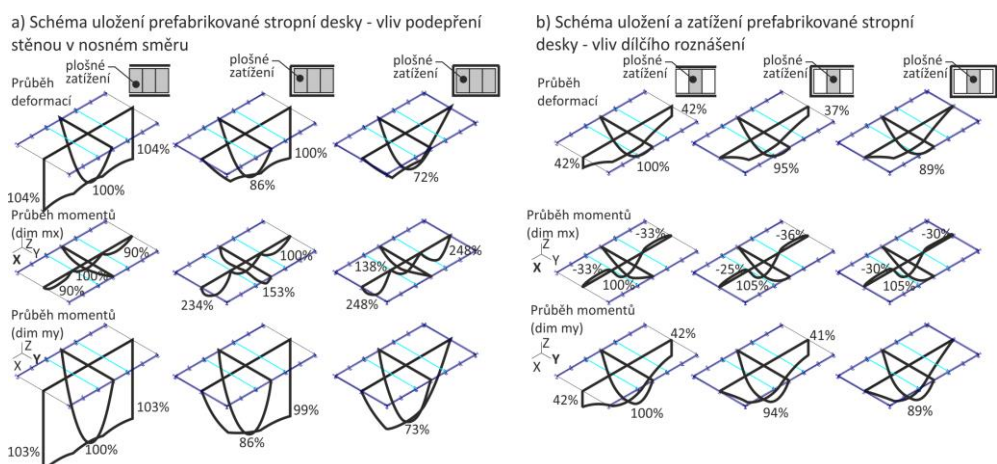 a) Schéma uložení prefabrikované stropní desky - vliv podepření
stěnou v nosném směru
plošné
zatížení
plošné
zatížení
plošné
zatížení
Průběh
deformací
104%
104%
100%
100%
86%
72%
Průběh momentů
(dim mx)
Z
Y
X
90%
100%
90%
100%
234%
153%
138%
248%
248%
Průběh momentů
(dim my)
Z
Y
X
103%
103%
100%
99%
86%
73%
b) Schéma uložení a zatížení prefabrikované stropní
desky - vliv dílčího roznášení
plošné
zatížení
plošné
zatížení
plošné
zatížení
Průběh
deformací
42%
42%
100%
37%
95%
89%
Průběh momentů
(dim mx)
Z
Y
X
-33%
-33%
100%
-36%
-25%
105%
-30%
-30%
105%
Průběh momentů
(dim my)
Z
Y
X
42%
42%
100%
41%
94%
89%